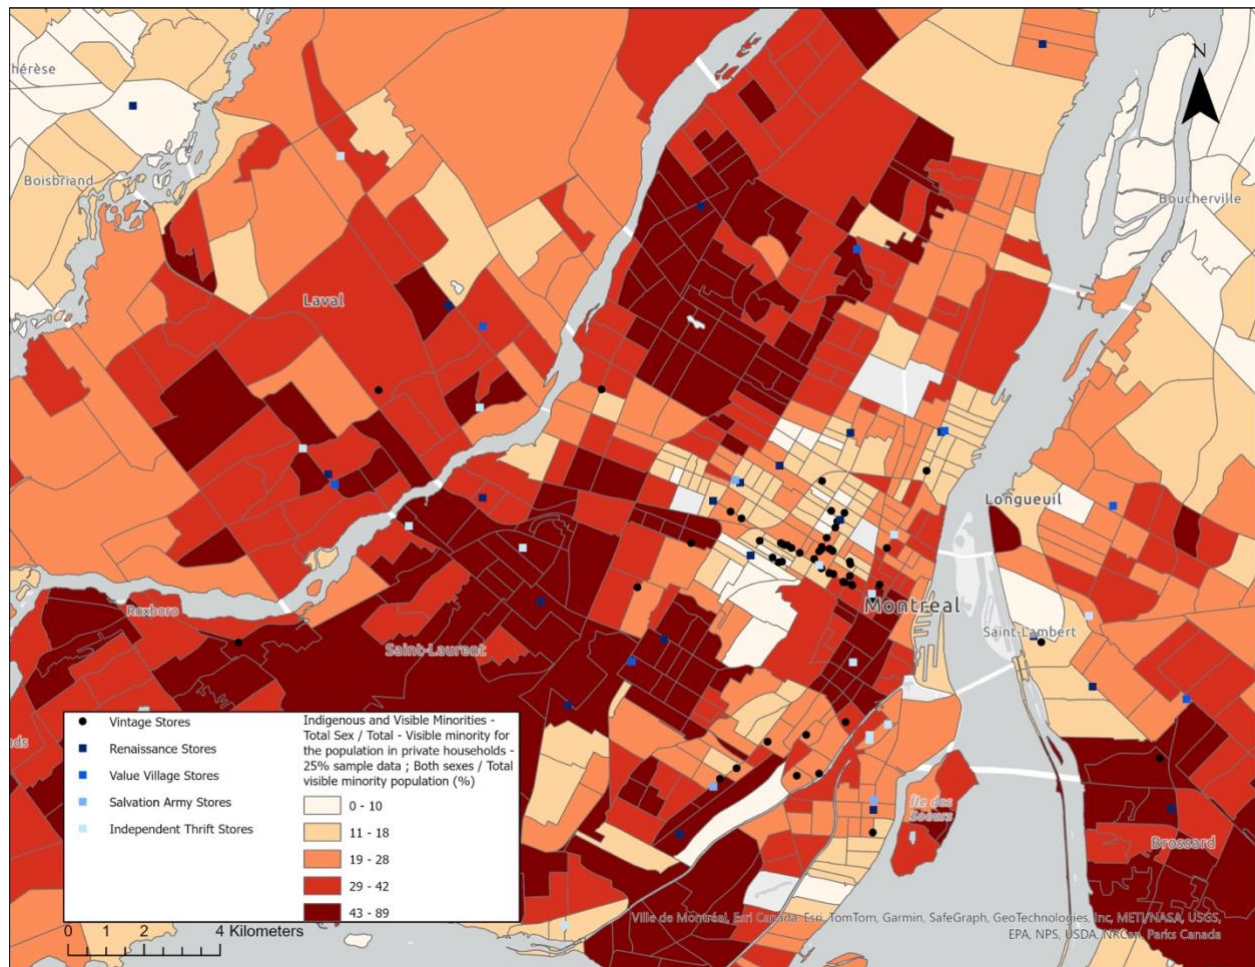 N
hérèse
Boisbriand
Boucherville
Laval
Longueuil
Roxboro
Montreal
Saint-Lambert
Saint-Laurent
nds
Île des
Soeurs
Brossard
Vintage Stores
Renaissance Stores
Value Village Stores
Salvation Army Stores
Independent Thrift Stores
Indigenous and Visible Minorities -
Total Sex / Total - Visible minority for
the population in private households -
25% sample data ; Both sexes / Total
visible minority population (%)
0 - 10
11 - 18
19 - 28
29 - 42
43 - 89
0 1 2 4 Kilometers
Ville de Montréal, Esri Canada, Esri, TomTom, Garmin, SafeGraph, GeoTechnologies, Inc, METI/NASA, USGS,
EPA, NPS, USDA, NRCan, Parks Canada